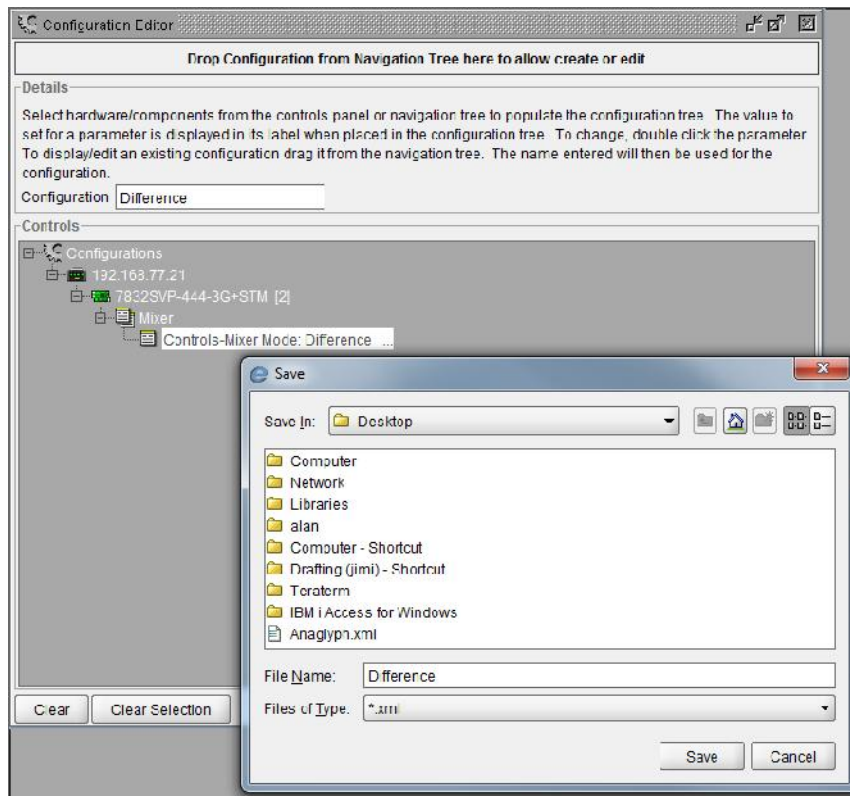 Configuration Editor
Drop Configuration from Navigation Tree here to allow create or edit
Details
Select hardware/components from the controls panel or navigation tree to populate the configuration tree. The value to
set for a parameter is displayed in its label when placed in the configuration tree. To change, double click the parameter
To display/edit an existing configuration drag it from the navigation tree. The name entered will then be used for the
configuration.
Configuration Difference
Controls
Configurations
192.168.77.21
7832SVP-444-3G+STM [2]
Mixer
Controls-Mixer Mode: Difference ...
Save
Save In: Desktop
Computer
Network
Libraries
alan
Computer - Shortcut
Drafting (jimi) - Shortcut
Teraterm
IBM i Access for Windows
Anaglyph.xml
File Name: Difference
Files of Type: *.xml
Clear Clear Selection
Save Cancel